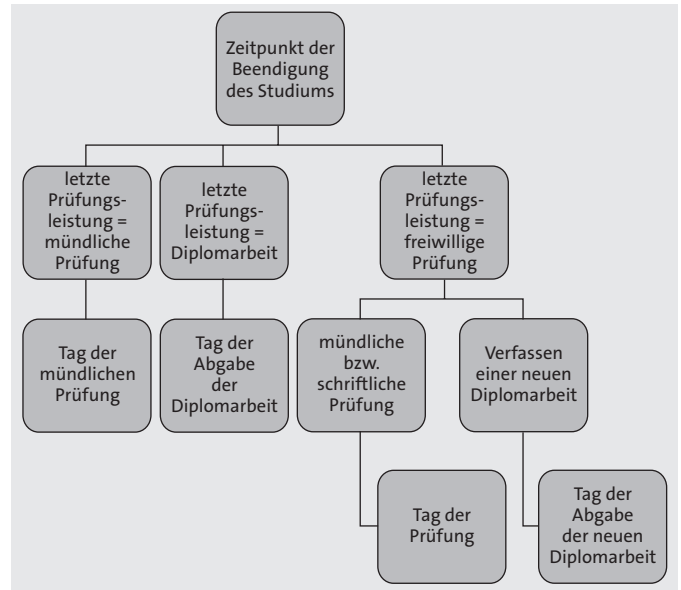 Zeitpunkt der
Beendigung
des Studiums
letzte
Prüfungs-
leistung =
mündliche
Prüfung
letzte
Prüfungs-
leistung =
Diplomarbeit
letzte
Prüfungs-
leistung =
freiwillige
Prüfung
Tag der
mündlichen
Prüfung
Tag der
Abgabe
der
Diplomarbeit
mündliche
bzw.
schriftliche
Prüfung
Verfassen
einer neuen
Diplomarbeit
Tag der
Prüfung
Tag der
Abgabe
der neuen
Diplomarbeit